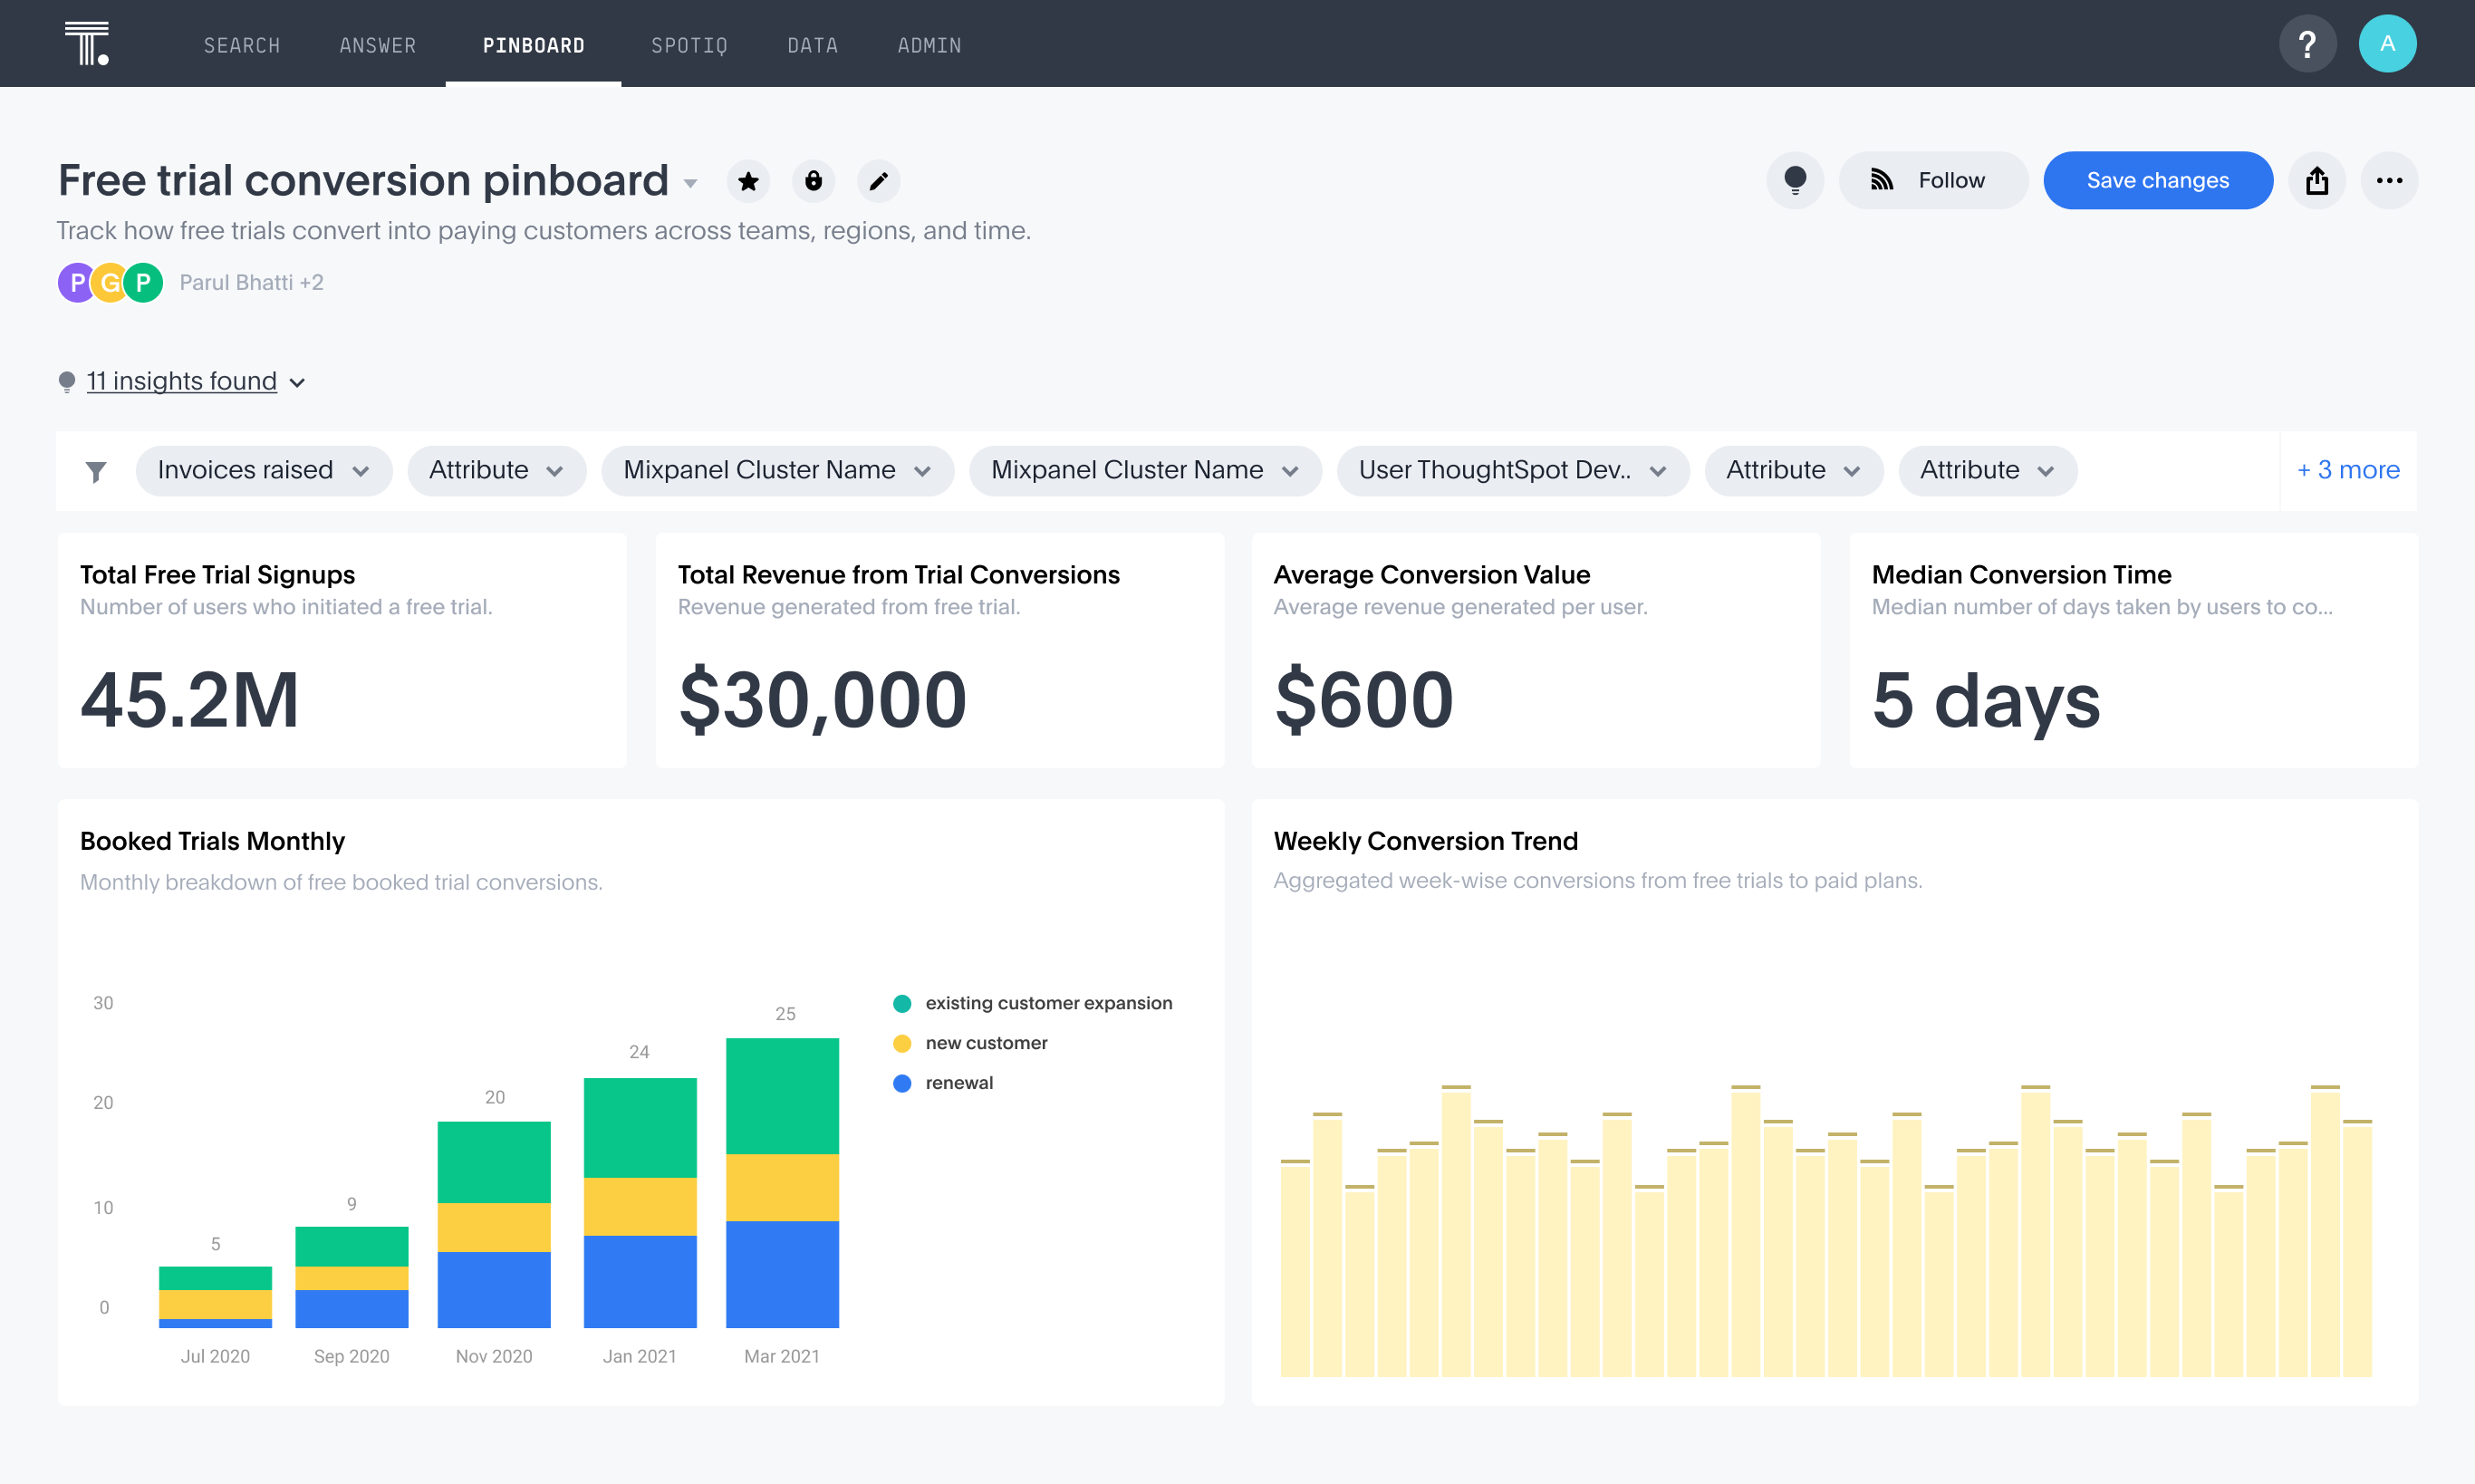 SEARCH ANSWER PINBOARD SPOTIQ DATA ADMIN ? A
Free trial conversion pinboard
Follow Save changes
Track how free trials convert into paying customers across teams, regions, and time.
P G P Parul Bhatti +2
11 insights found
Invoices raised Attribute Mixpanel Cluster Name Mixpanel Cluster Name User ThoughtSpot Dev.. Attribute Attribute + 3 more
Total Free Trial Signups
Number of users who initiated a free trial.
45.2M
Total Revenue from Trial Conversions
Revenue generated from free trial.
$30,000
Average Conversion Value
Average revenue generated per user.
$600
Median Conversion Time
Median number of days taken by users to co...
5 days
Booked Trials Monthly
Monthly breakdown of free booked trial conversions.
30
20
10
0
5
9
20
24
25
Jul 2020 Sep 2020 Nov 2020 Jan 2021 Mar 2021
existing customer expansion
new customer
renewal
Weekly Conversion Trend
Aggregated week-wise conversions from free trials to paid plans.